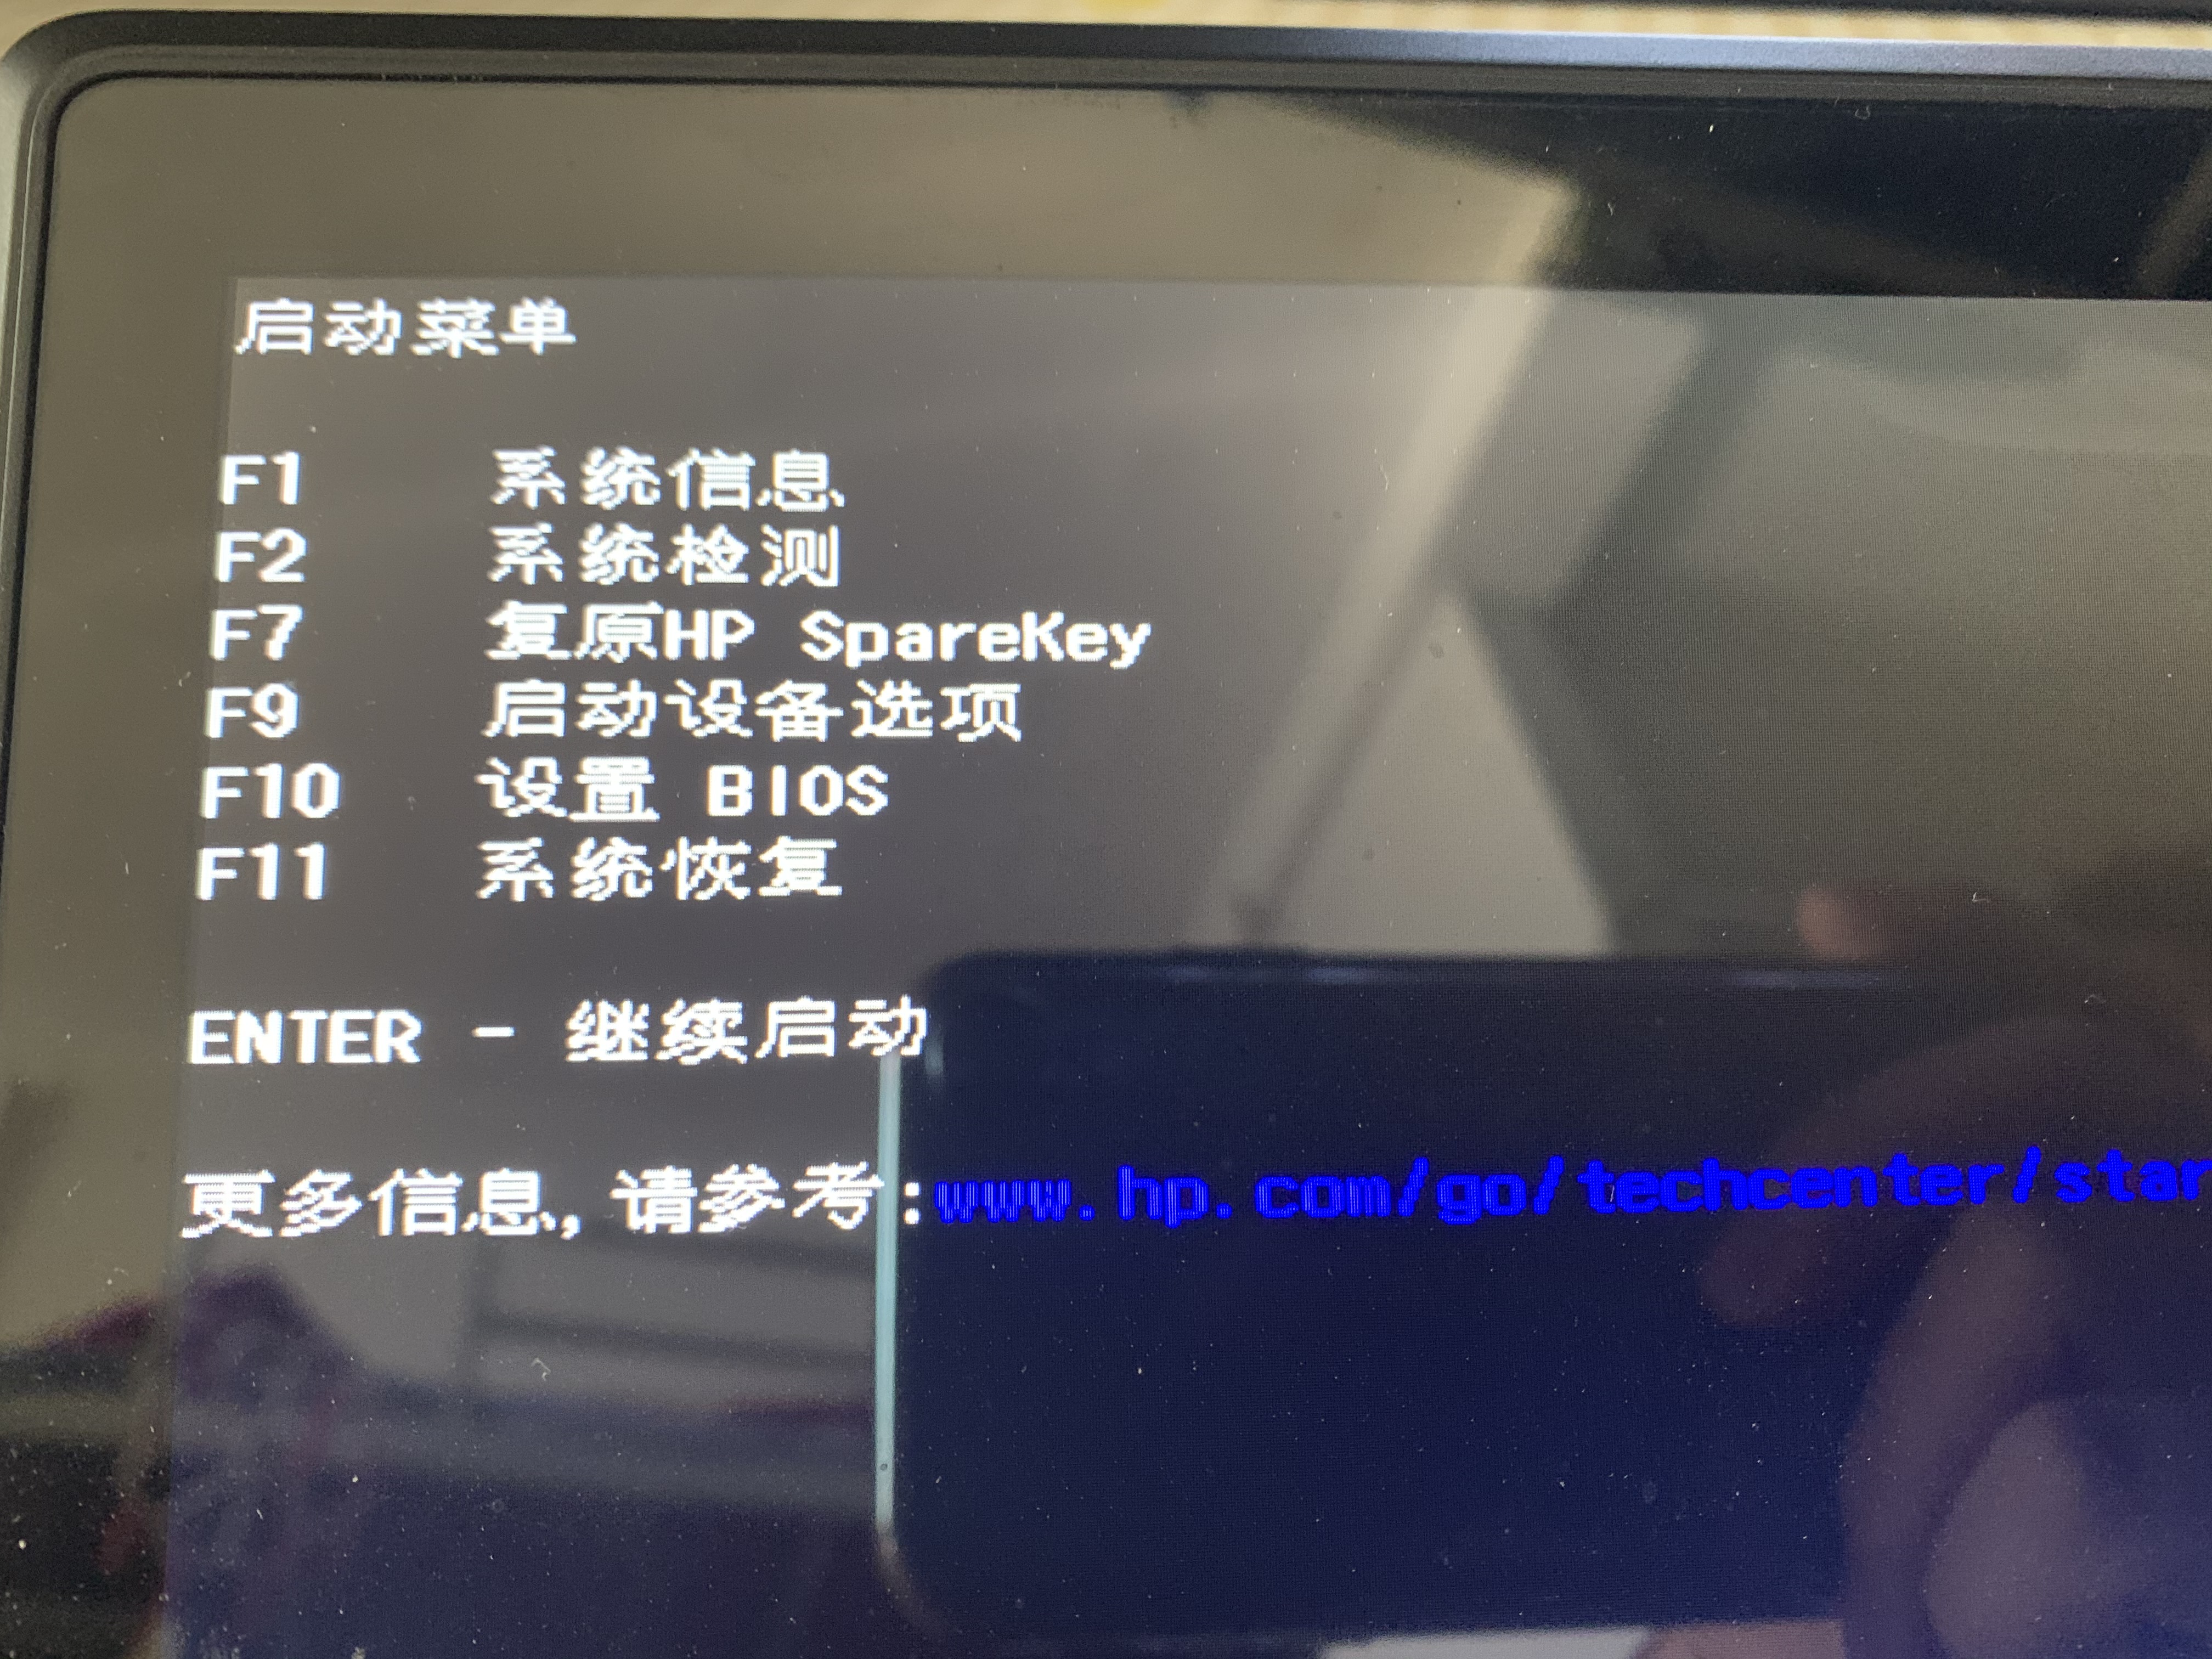 启动菜单
F1 系统信息
F2 系统检测
F7 复原HP SpareKey
F9 启动设备选项
F10 设置 BIOS
F11 系统恢复
ENTER - 继续启动
更多信息, 请参考:www.hp.com/go/techcenter/star